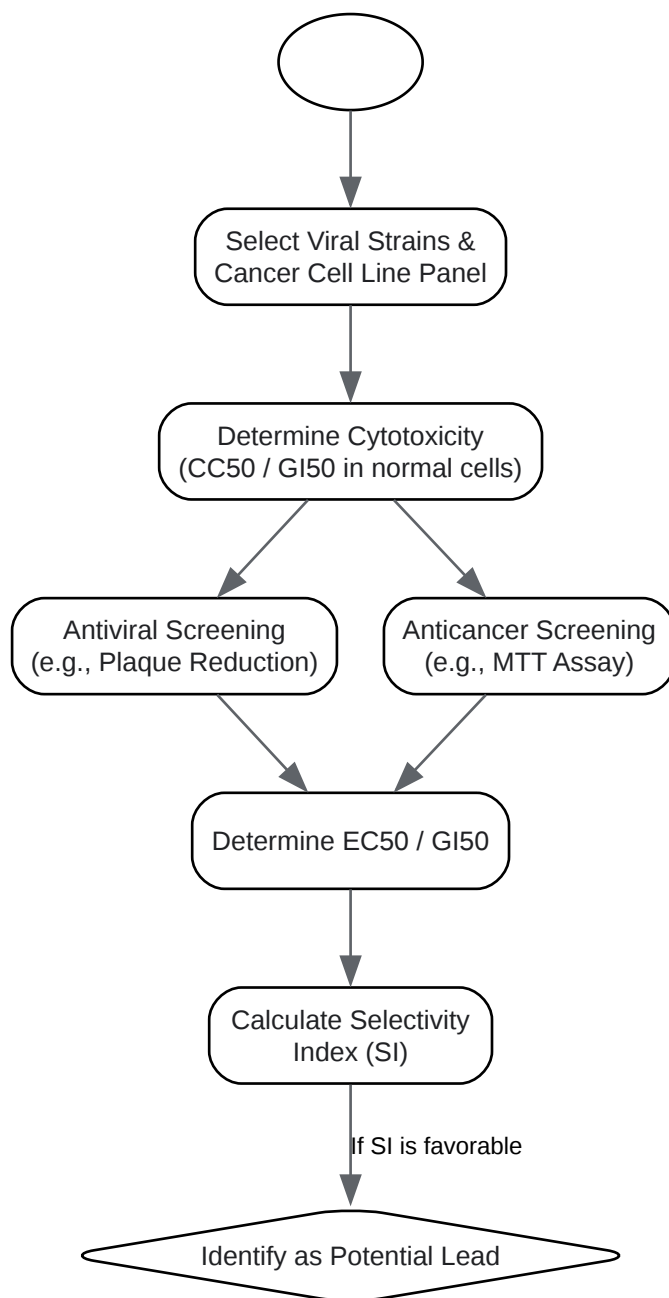 Select Viral Strains &
Cancer Cell Line Panel
Determine Cytotoxicity
(CC50 / GI50 in normal cells)
Antiviral Screening
(e.g., Plaque Reduction)
Anticancer Screening
(e.g., MTT Assay)
Determine EC50 / GI50
Calculate Selectivity
Index (SI)
If SI is favorable
Identify as Potential Lead